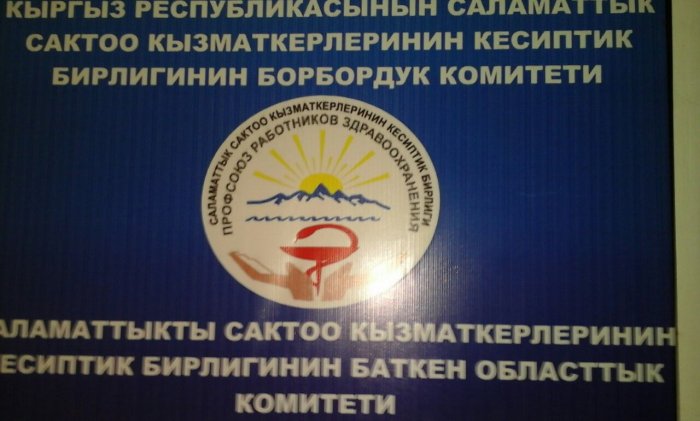 КЫРГЫЗ РЕСПУБЛИКАСЫНЫН САЛАМАТТЫК
САКТОО КЫЗМАТКЕРЛЕРИНИН КЕСИПТИК
БИРЛИГИНИН БОРБОРДУК КОМИТЕТИ
САЛАМАТТЫК САКТОО КЫЗМАТКЕРЛЕРИНИН КЕСИПТИК БИРЛИГИ
ПРОФСОЮЗ РАБОТНИКОВ ЗДРАВООХРАНЕНИЯ
АЛАМАТТЫКТЫ САКТОО КЫЗМАТКЕРЛЕРИНИН
ЕСИПТИК БИРЛИГИНИН БАТКЕН ОБЛАСТТЫК
КОМИТЕТИ